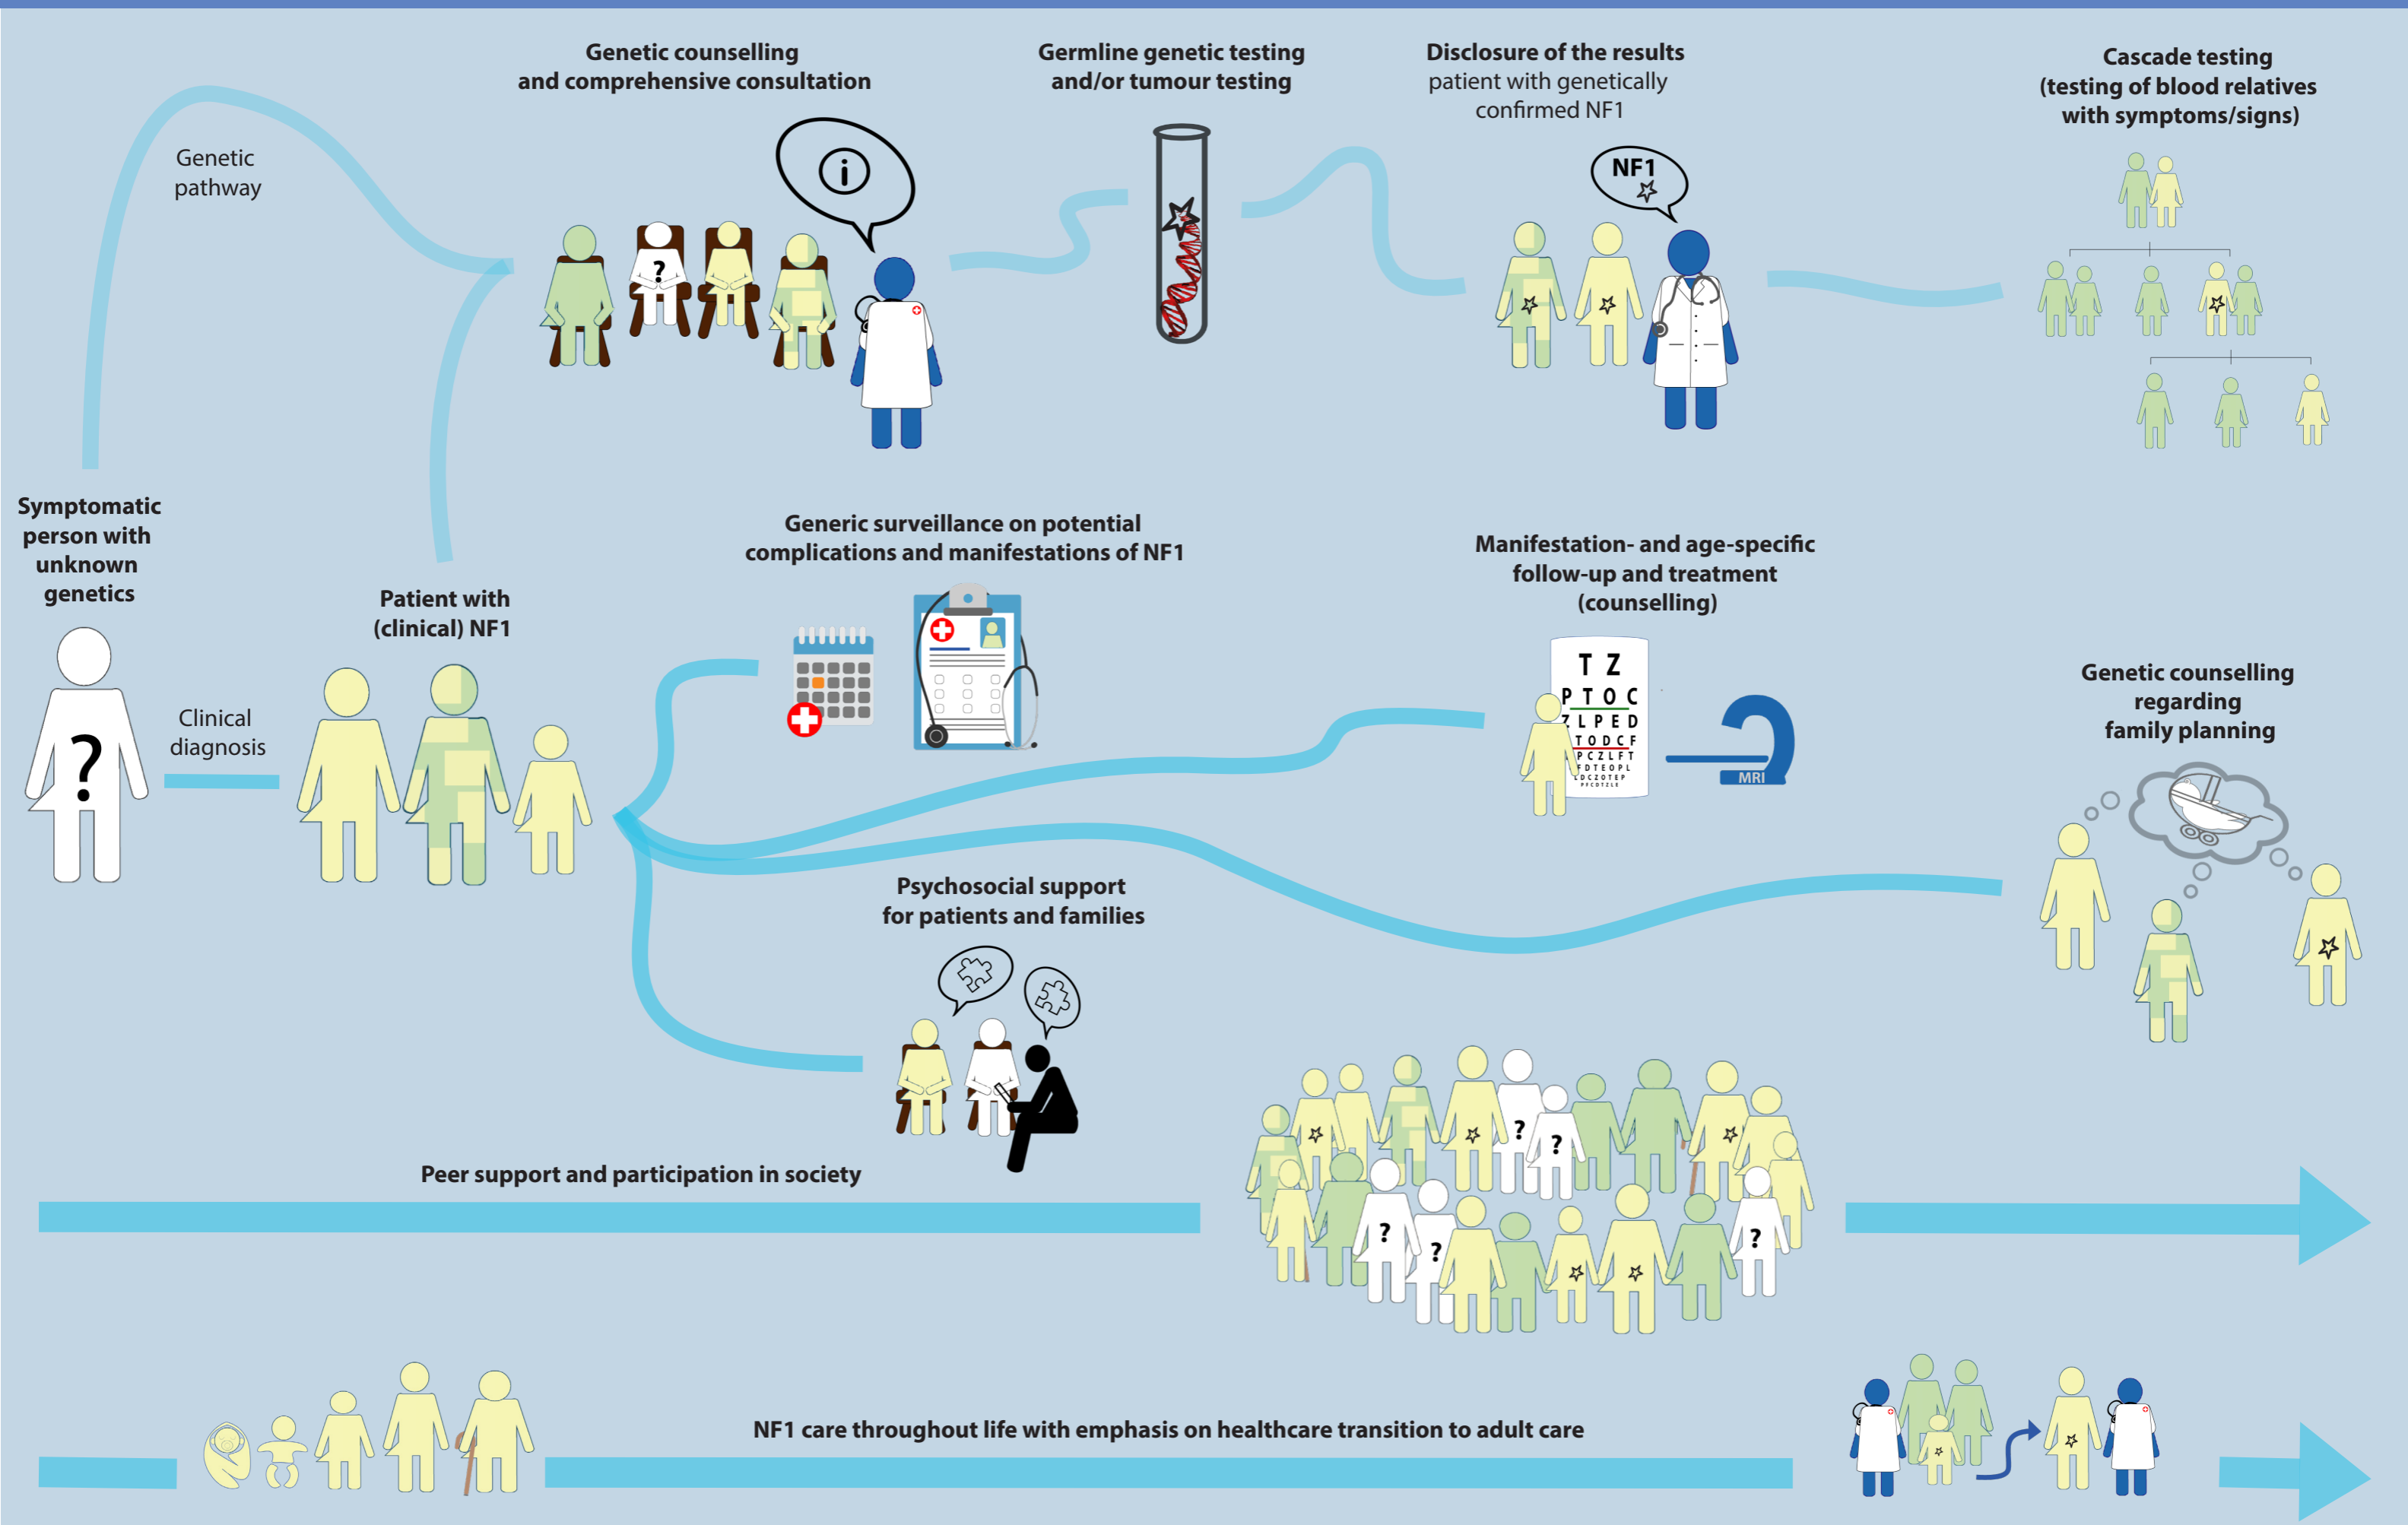 Genetic counselling
and comprehensive consultation
Germline genetic testing
and/or tumour testing
Disclosure of the results
patient with genetically
confirmed NF1
Cascade testing
(testing of blood relatives
with symptoms/signs)
Genetic
pathway
i
?
NF1
Symptomatic
person with
unknown
genetics
?
Clinical
diagnosis
Patient with
(clinical) NF1
Generic surveillance on potential
complications and manifestations of NF1
Manifestation- and age-specific
follow-up and treatment
(counselling)
T Z
P T O C
Z L P E D
T O D C F
P C Z L F T
F D T E O P L
L D C Z O T E P
P F C O T Z L E
MRI
Genetic counselling
regarding
family planning
Psychosocial support
for patients and families
Peer support and participation in society
?
?
?
?
?
NF1 care throughout life with emphasis on healthcare transition to adult care